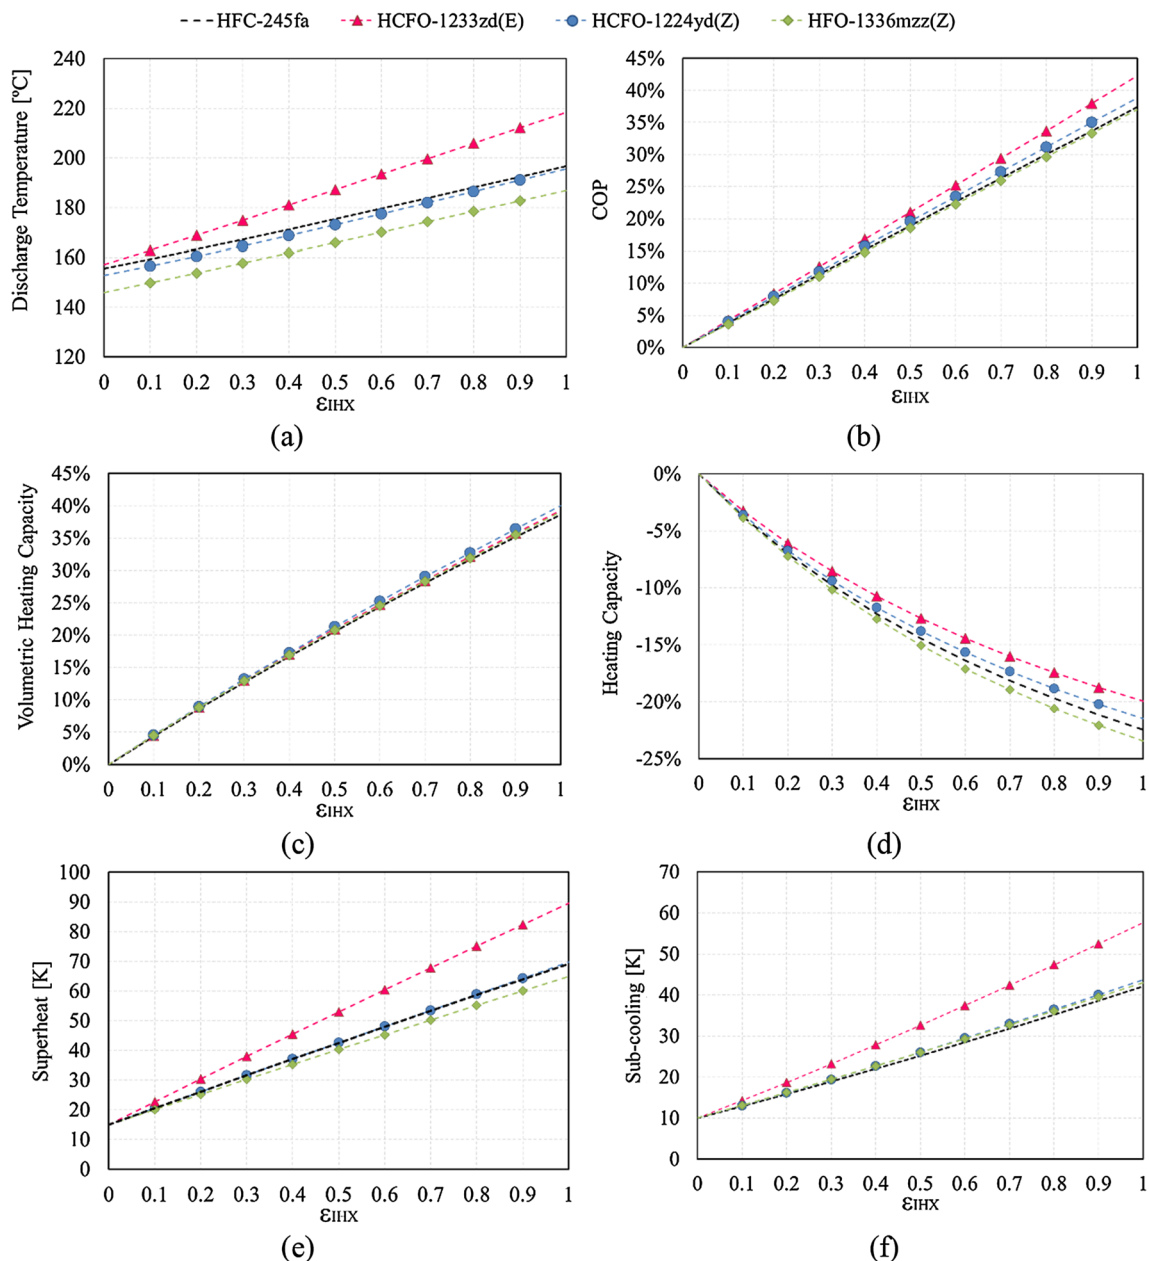 HFC-245fa HCFO-1233zd(E) HCFO-1224yd(Z) HFO-1336mzz(Z)
Discharge Temperature [ºC]
240
220
200
180
160
140
120
0 0.1 0.2 0.3 0.4 0.5 0.6 0.7 0.8 0.9 1
εIHX
(a)
COP
45%
40%
35%
30%
25%
20%
15%
10%
5%
0%
0 0.1 0.2 0.3 0.4 0.5 0.6 0.7 0.8 0.9 1
εIHX
(b)
Volumetric Heating Capacity
45%
40%
35%
30%
25%
20%
15%
10%
5%
0%
0 0.1 0.2 0.3 0.4 0.5 0.6 0.7 0.8 0.9 1
εIHX
(c)
Heating Capacity
0%
-5%
-10%
-15%
-20%
-25%
0 0.1 0.2 0.3 0.4 0.5 0.6 0.7 0.8 0.9 1
εIHX
(d)
Superheat [K]
100
90
80
70
60
50
40
30
20
10
0
0 0.1 0.2 0.3 0.4 0.5 0.6 0.7 0.8 0.9 1
εIHX
(e)
Sub-cooling [K]
70
60
50
40
30
20
10
0
0 0.1 0.2 0.3 0.4 0.5 0.6 0.7 0.8 0.9 1
εIHX
(f)